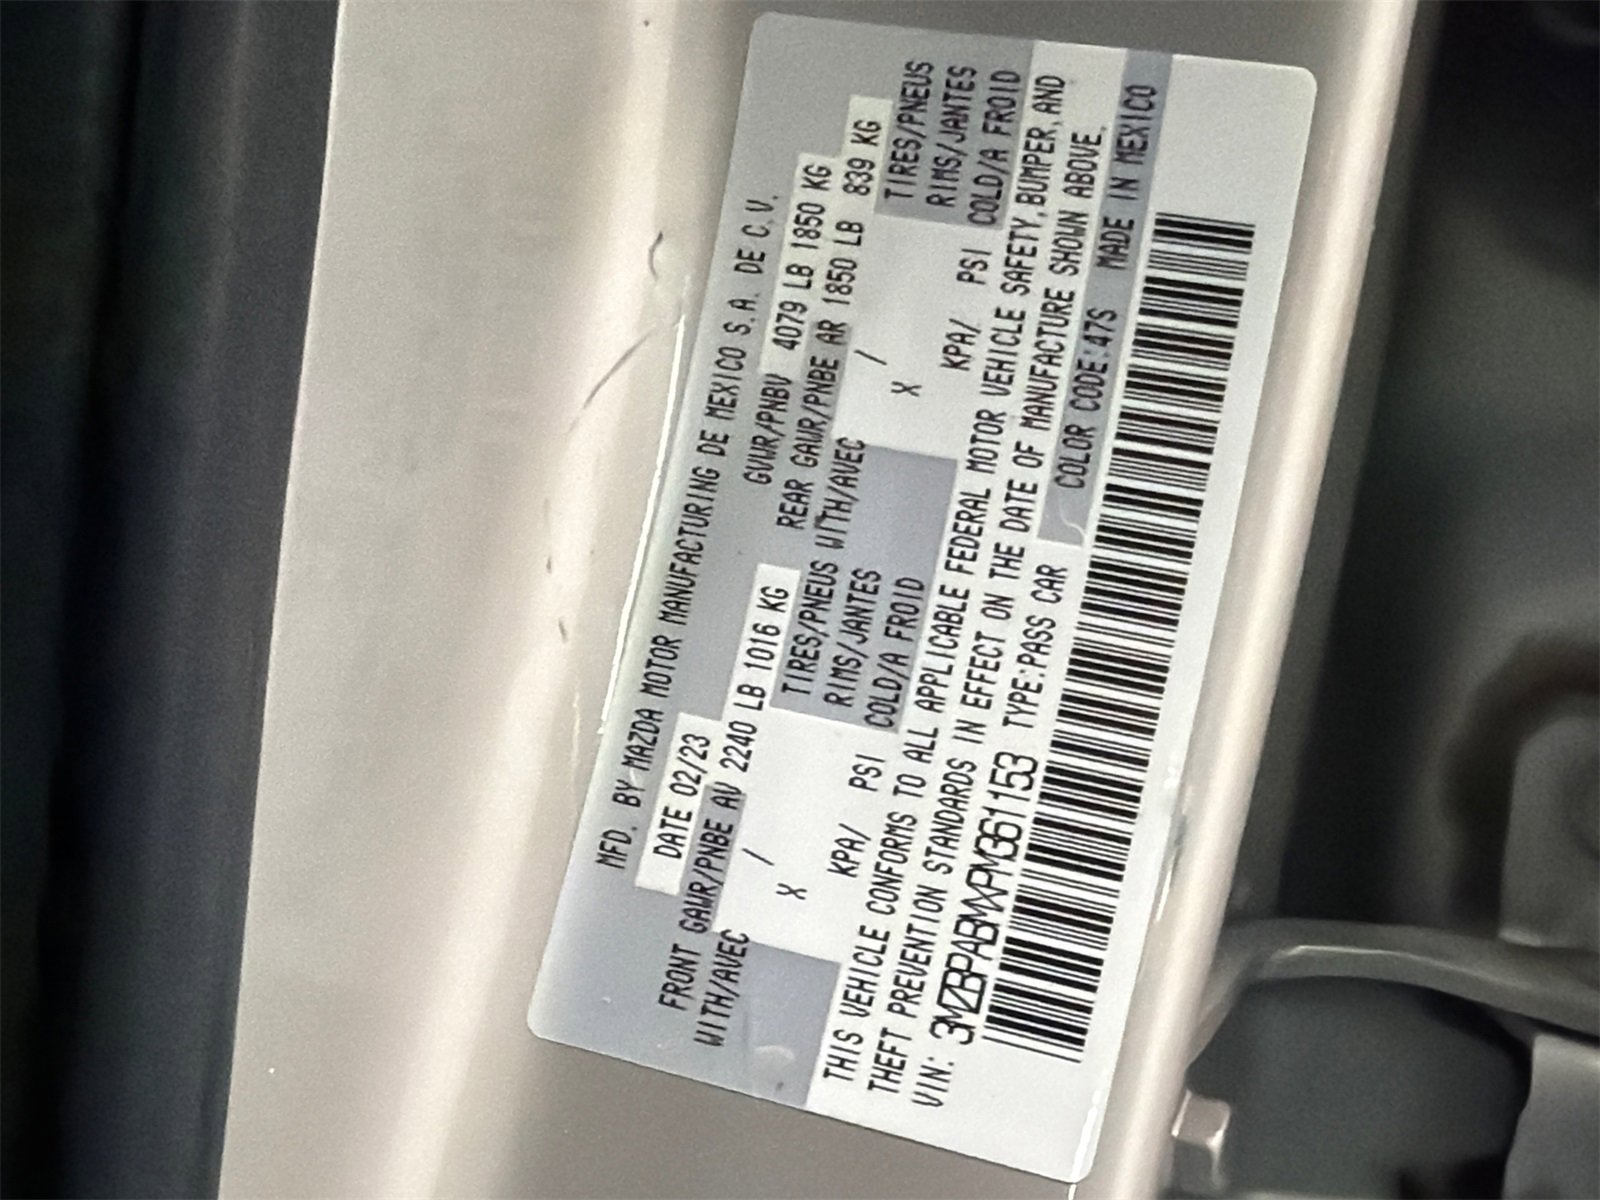 MFD. BY MAZDA MOTOR MANUFACTURING DE MEXICO S.A. DE C.V.
DATE 02/23 GVWR/PNBV 4079 LB 1850 KG
FRONT GAWR/PNBE AV 2240 LB 1016 KG REAR GAWR/PNBE AR 1850 LB 839 KG
WITH/AVEC TIRES/PNEUS WITH/AVEC TIRES/PNEUS
X / RIMS/JANTES X / RIMS/JANTES
KPA/ PSI COLD/A FROID KPA/ PSI COLD/A FROID
THIS VEHICLE CONFORMS TO ALL APPLICABLE FEDERAL MOTOR VEHICLE SAFETY, BUMPER, AND
THEFT PREVENTION STANDARDS IN EFFECT ON THE DATE OF MANUFACTURE SHOWN ABOVE.
VIN: 3MZBPABMXPM361153 TYPE:PASS CAR COLOR CODE:47S MADE IN MEXICO